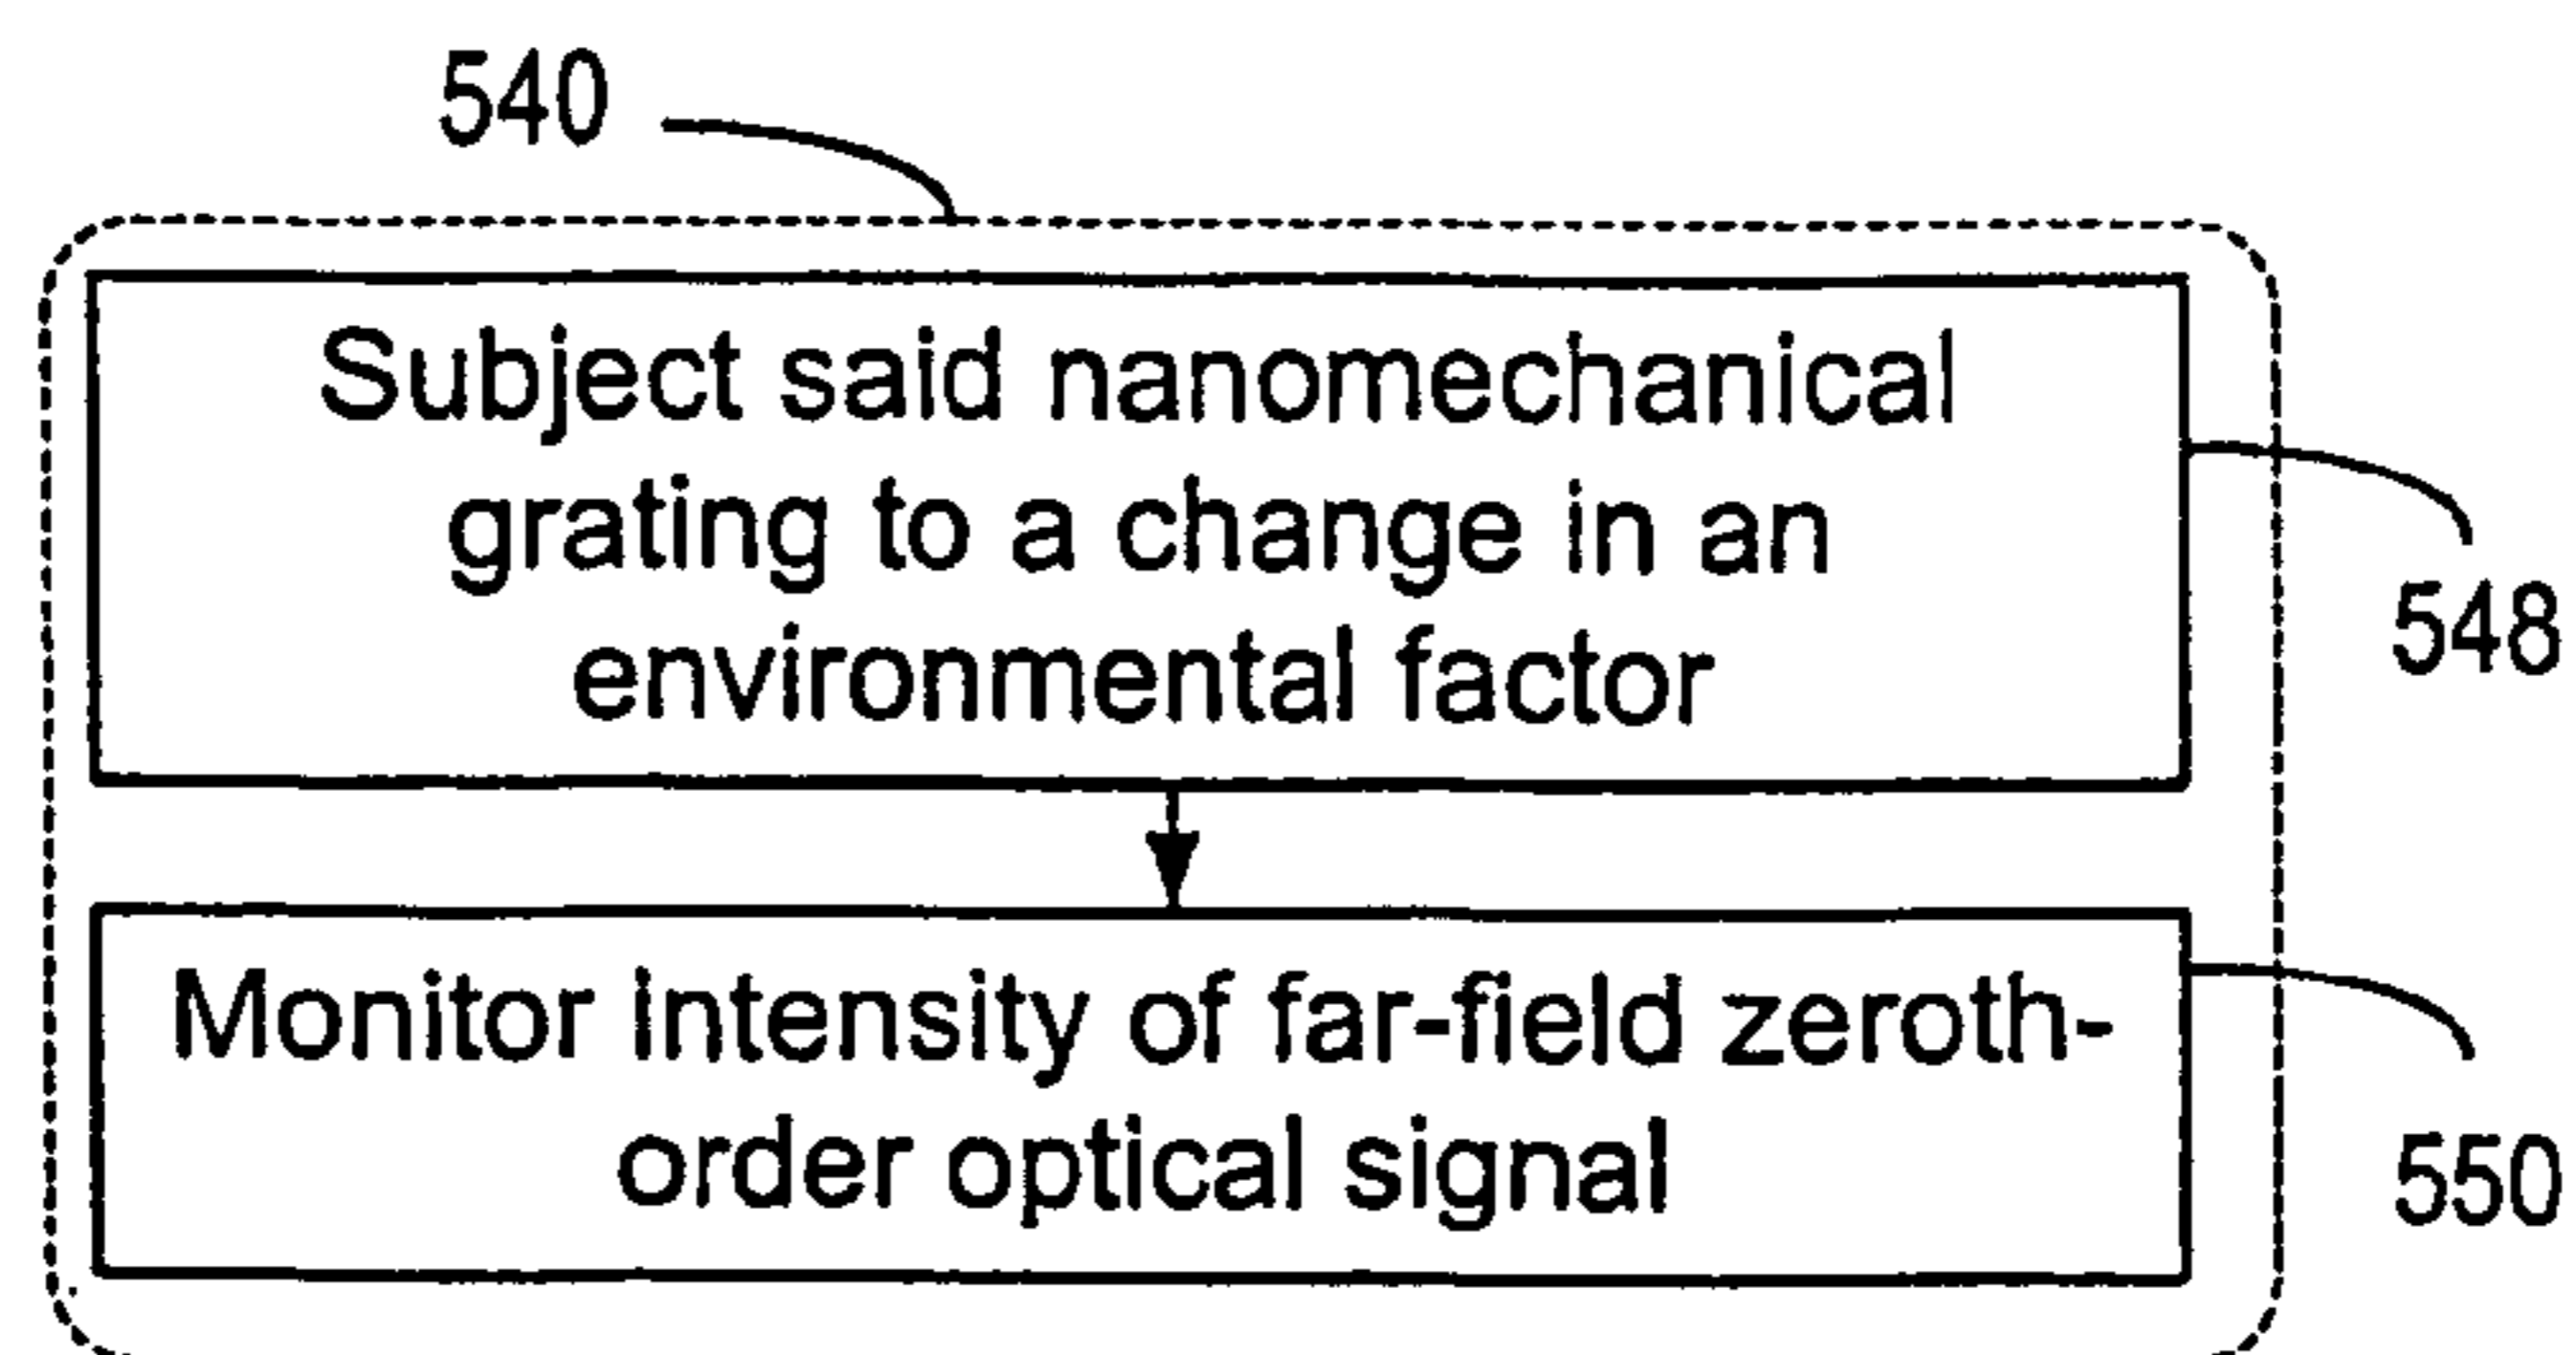 540
Subject said nanomechanical
grating to a change in an
environmental factor
548
Monitor Intensity of far-field zeroth-
order optical signal
550